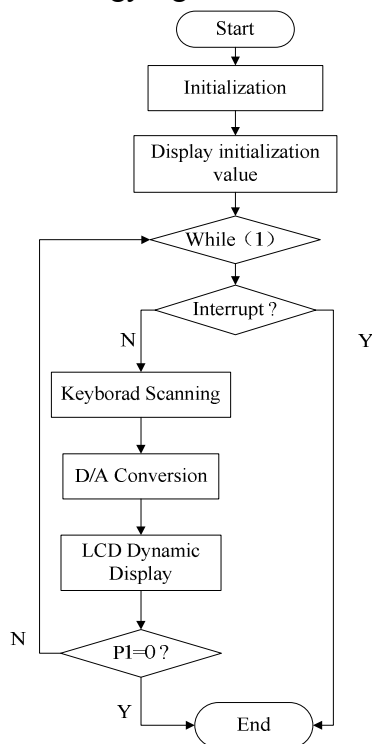 Start
Initialization
Display initialization
value
While（1）
Interrupt？
N
Y
Keyborad Scanning
D/A Conversion
LCD Dynamic
Display
N
P1=0？
Y
End